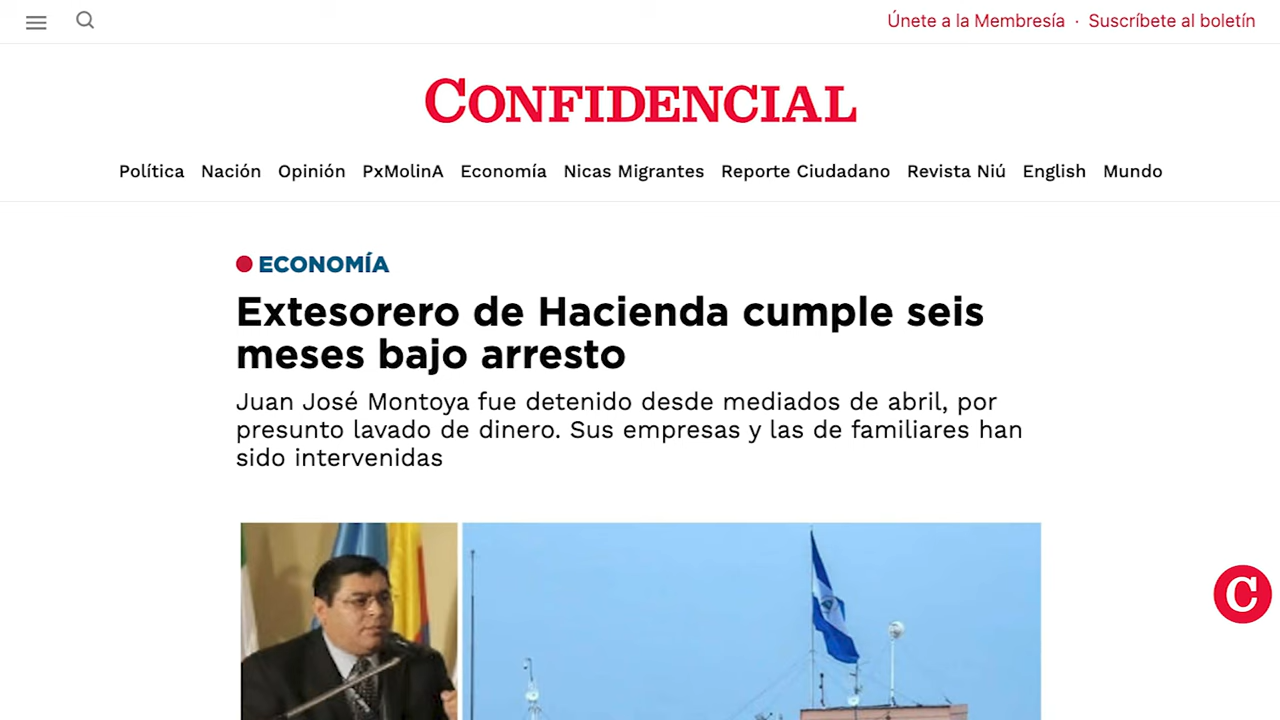 Únete a la Membresía · Suscríbete al boletín
CONFIDENCIAL
Política Nación Opinión PxMolinA Economía Nicas Migrantes Reporte Ciudadano Revista Niú English Mundo
ECONOMÍA
Extesorero de Hacienda cumple seis
meses bajo arresto
Juan José Montoya fue detenido desde mediados de abril, por
presunto lavado de dinero. Sus empresas y las de familiares han
sido intervenidas
C